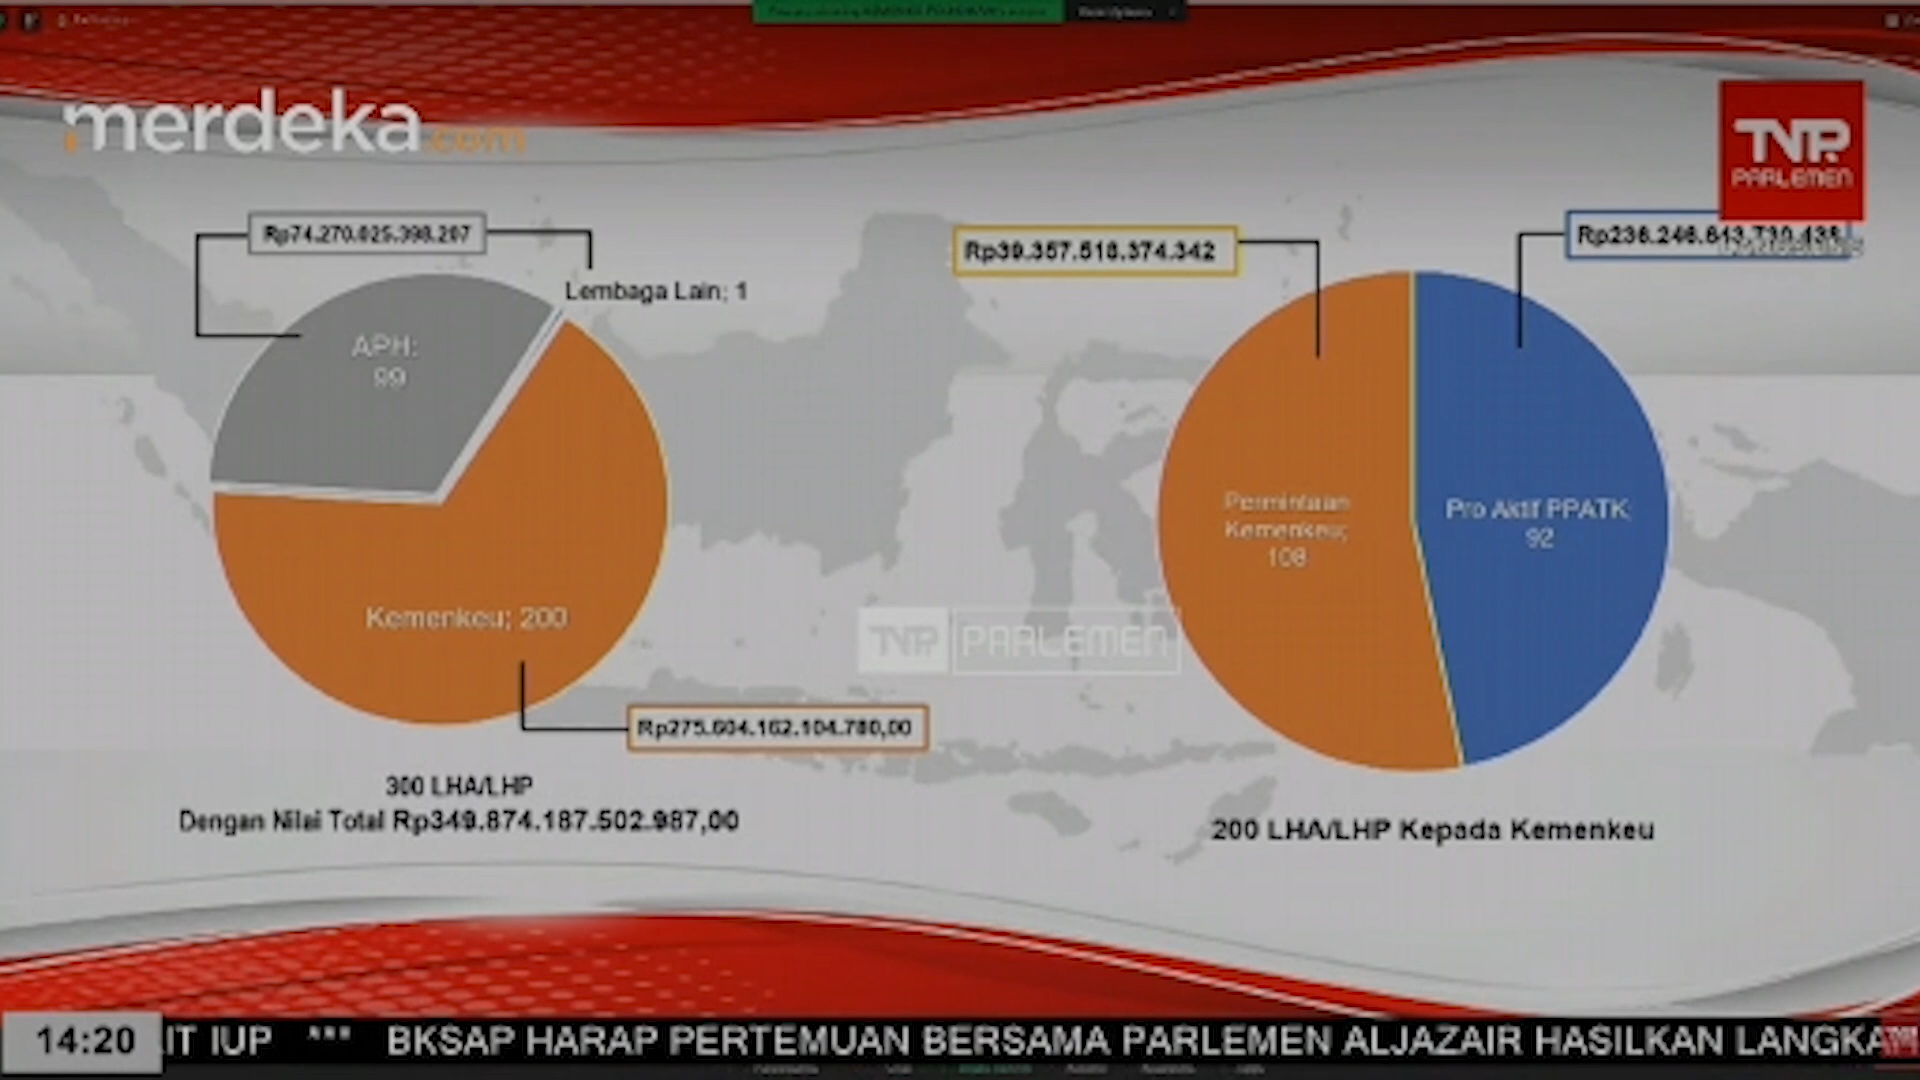 merdeka.com
TVR
PARLEMEN
Rp74.270.025.398.207
Lembaga Lain; 1
APH;
99
Kemenkeu; 200
Rp275.604.162.104.780,00
300 LHA/LHP
Dengan Nilai Total Rp349.874.187.502.987,00
Rp39.357.518.374.342
Permintaan
Kemenkeu;
108
Pro Aktif PPATK;
92
200 LHA/LHP Kepada Kemenkeu
TVR PARLEMEN
14:20
IT IUP *** BKSAP HARAP PERTEMUAN BERSAMA PARLEMEN ALJAZAIR HASILKAN LANGKA